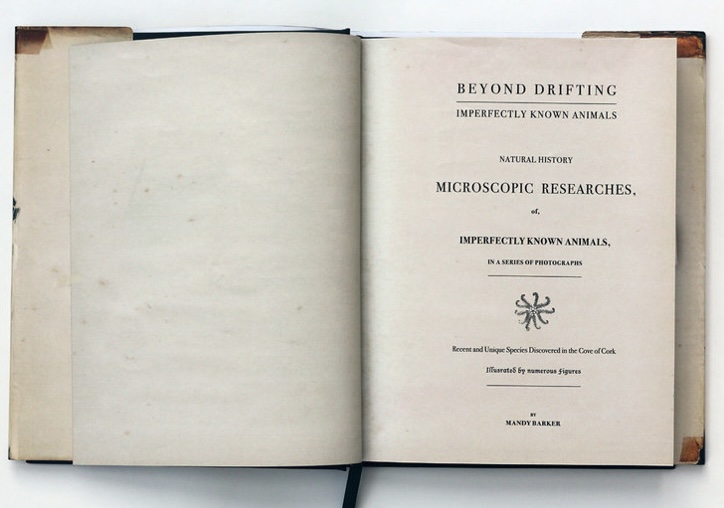 BEYOND DRIFTING
IMPERFECTLY KNOWN ANIMALS
NATURAL HISTORY
MICROSCOPIC RESEARCHES,
of,
IMPERFECTLY KNOWN ANIMALS,
IN A SERIES OF PHOTOGRAPHS
Recent and Unique Species Discovered in the Cove of Cork
Illusrated by numerous Figures
BY
MANDY BARKER